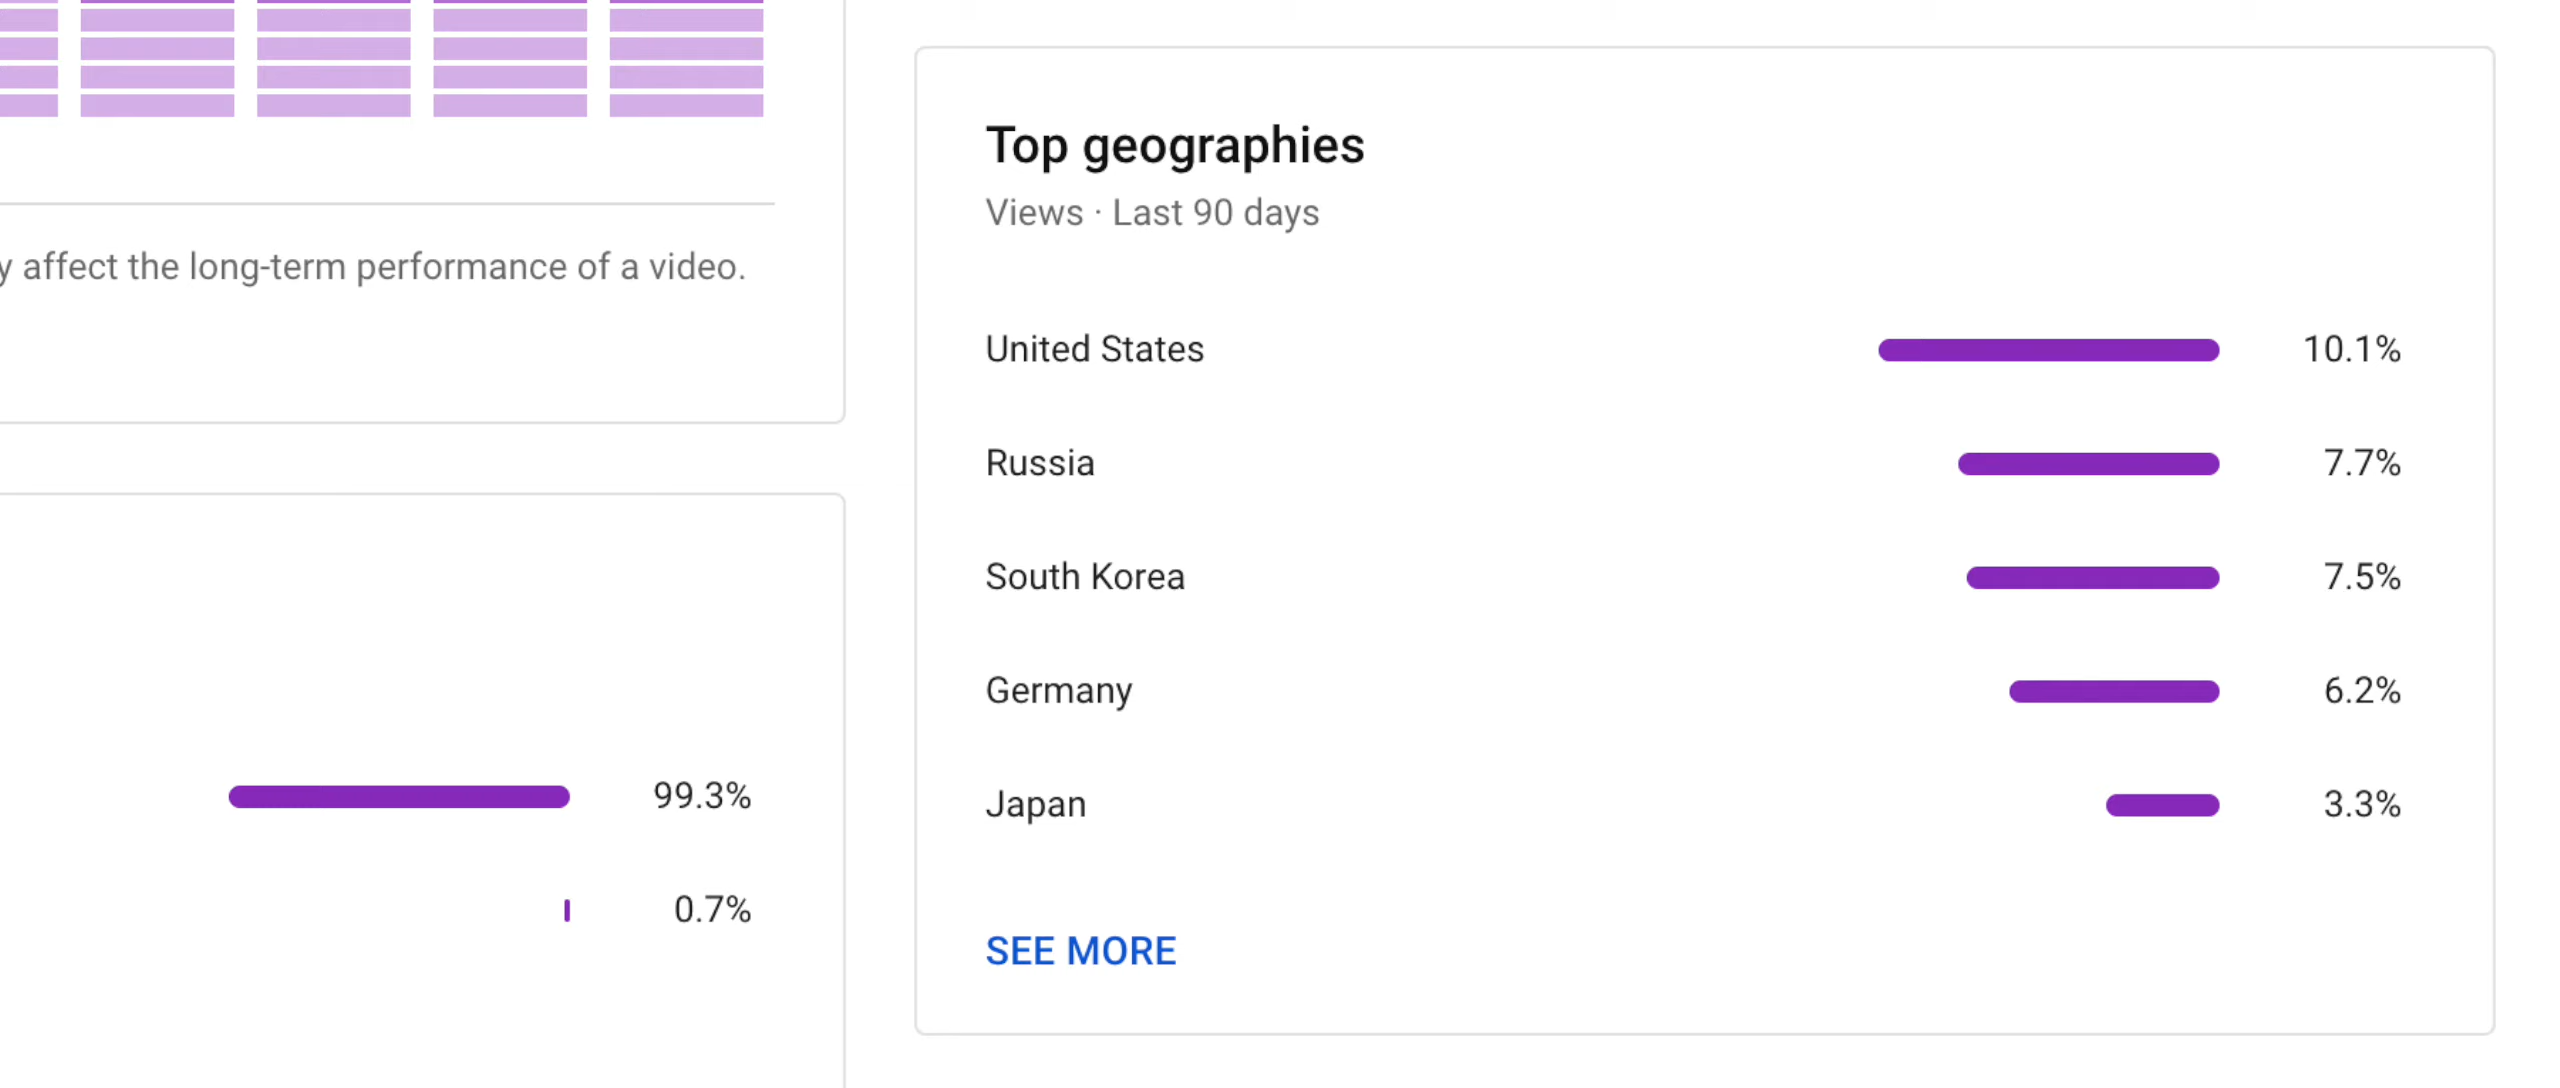 y affect the long-term performance of a video.
99.3%
0.7%
Top geographies
Views · Last 90 days
United States 10.1%
Russia 7.7%
South Korea 7.5%
Germany 6.2%
Japan 3.3%
SEE MORE